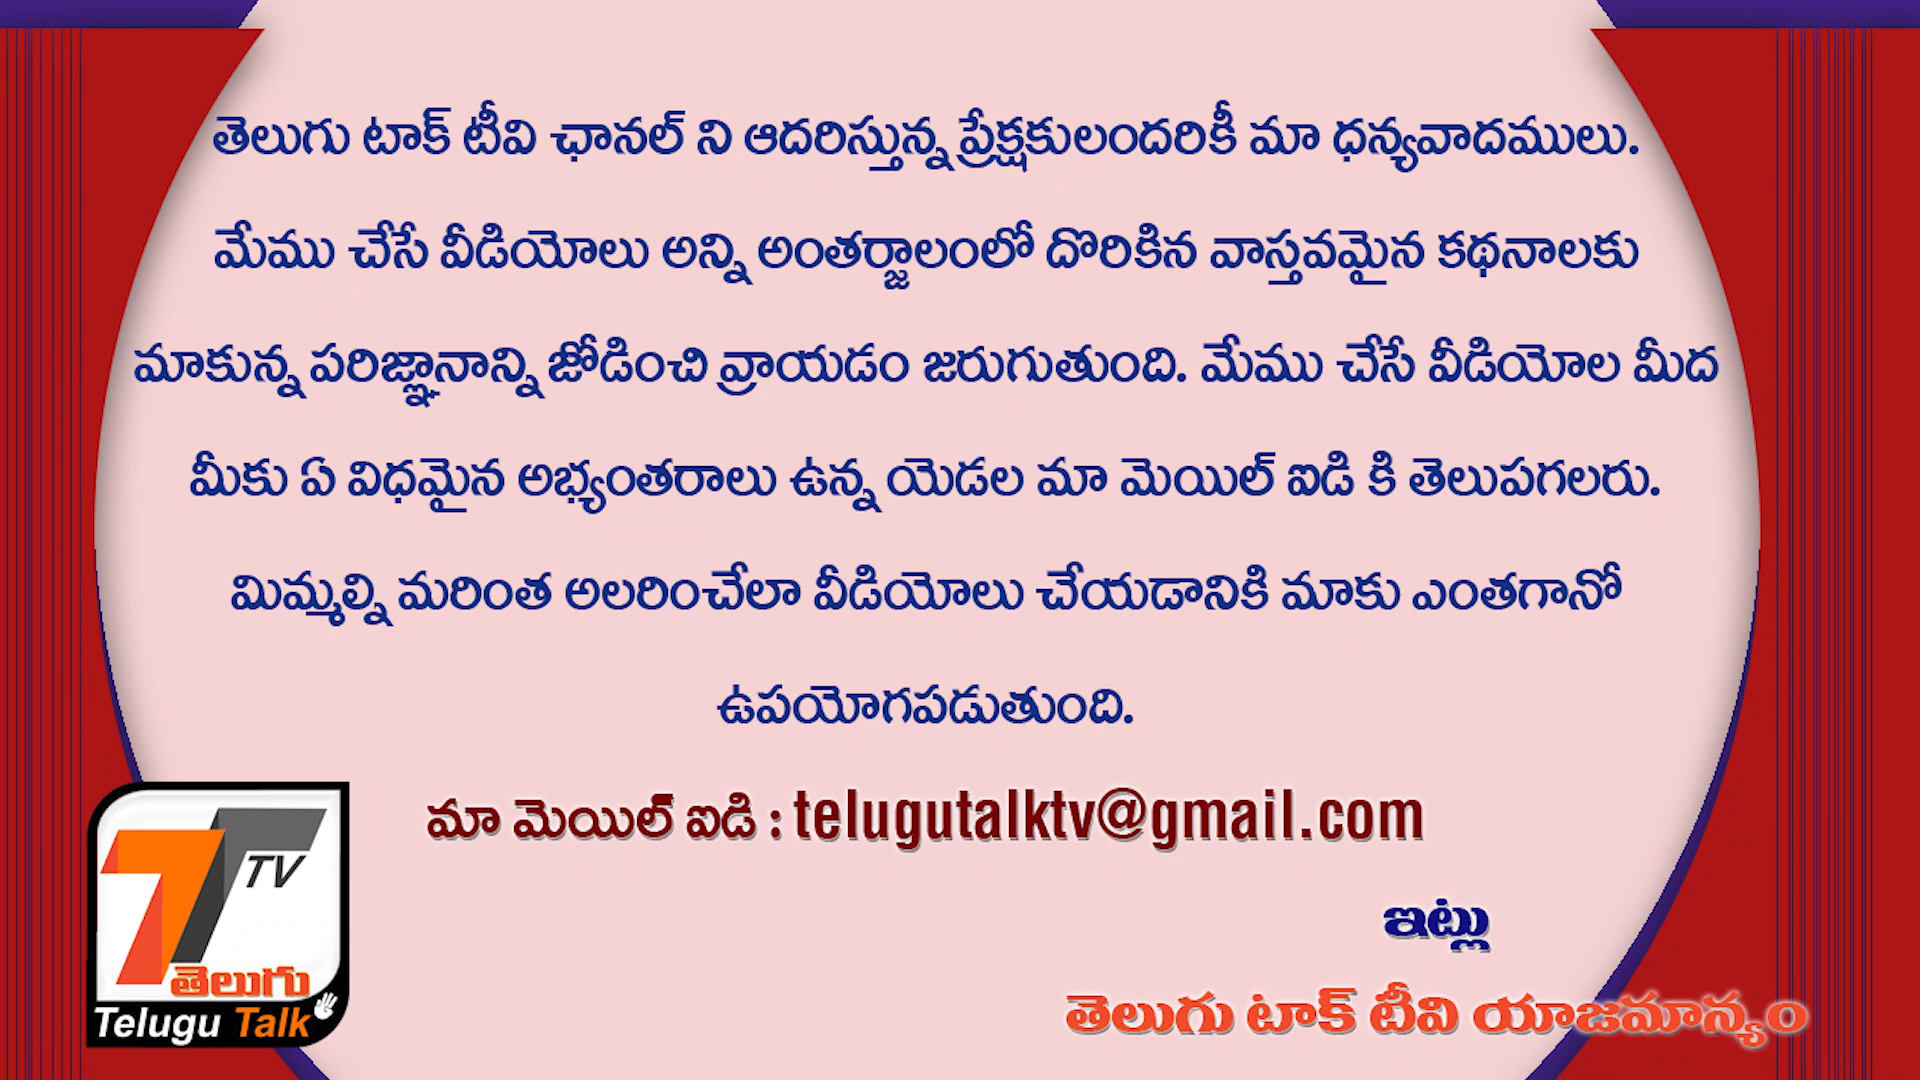 తెలుగు టాక్ టీవి ఛానల్ ని ఆదరిస్తున్న ప్రేక్షకులందరికీ మా ధన్యవాదములు.
మేము చేసే వీడియోలు అన్ని అంతర్జాలంలో దొరికిన వాస్తవమైన కథనాలకు
మాకున్న పరిజ్ఞానాన్ని జోడించి వ్రాయడం జరుగుతుంది. మేము చేసే వీడియోల మీద
మీకు ఏ విధమైన అభ్యంతరాలు ఉన్న యెడల మా మెయిల్ ఐడి కి తెలుపగలరు.
మిమ్మల్ని మరింత అలరించేలా వీడియోలు చేయడానికి మాకు ఎంతగానో
ఉపయోగపడుతుంది.
మా మెయిల్ ఐడి : telugutalktv@gmail.com
ఇట్లు
తెలుగు టాక్ టీవి యాజమాన్యం
TV
తెలుగు
Telugu Talk